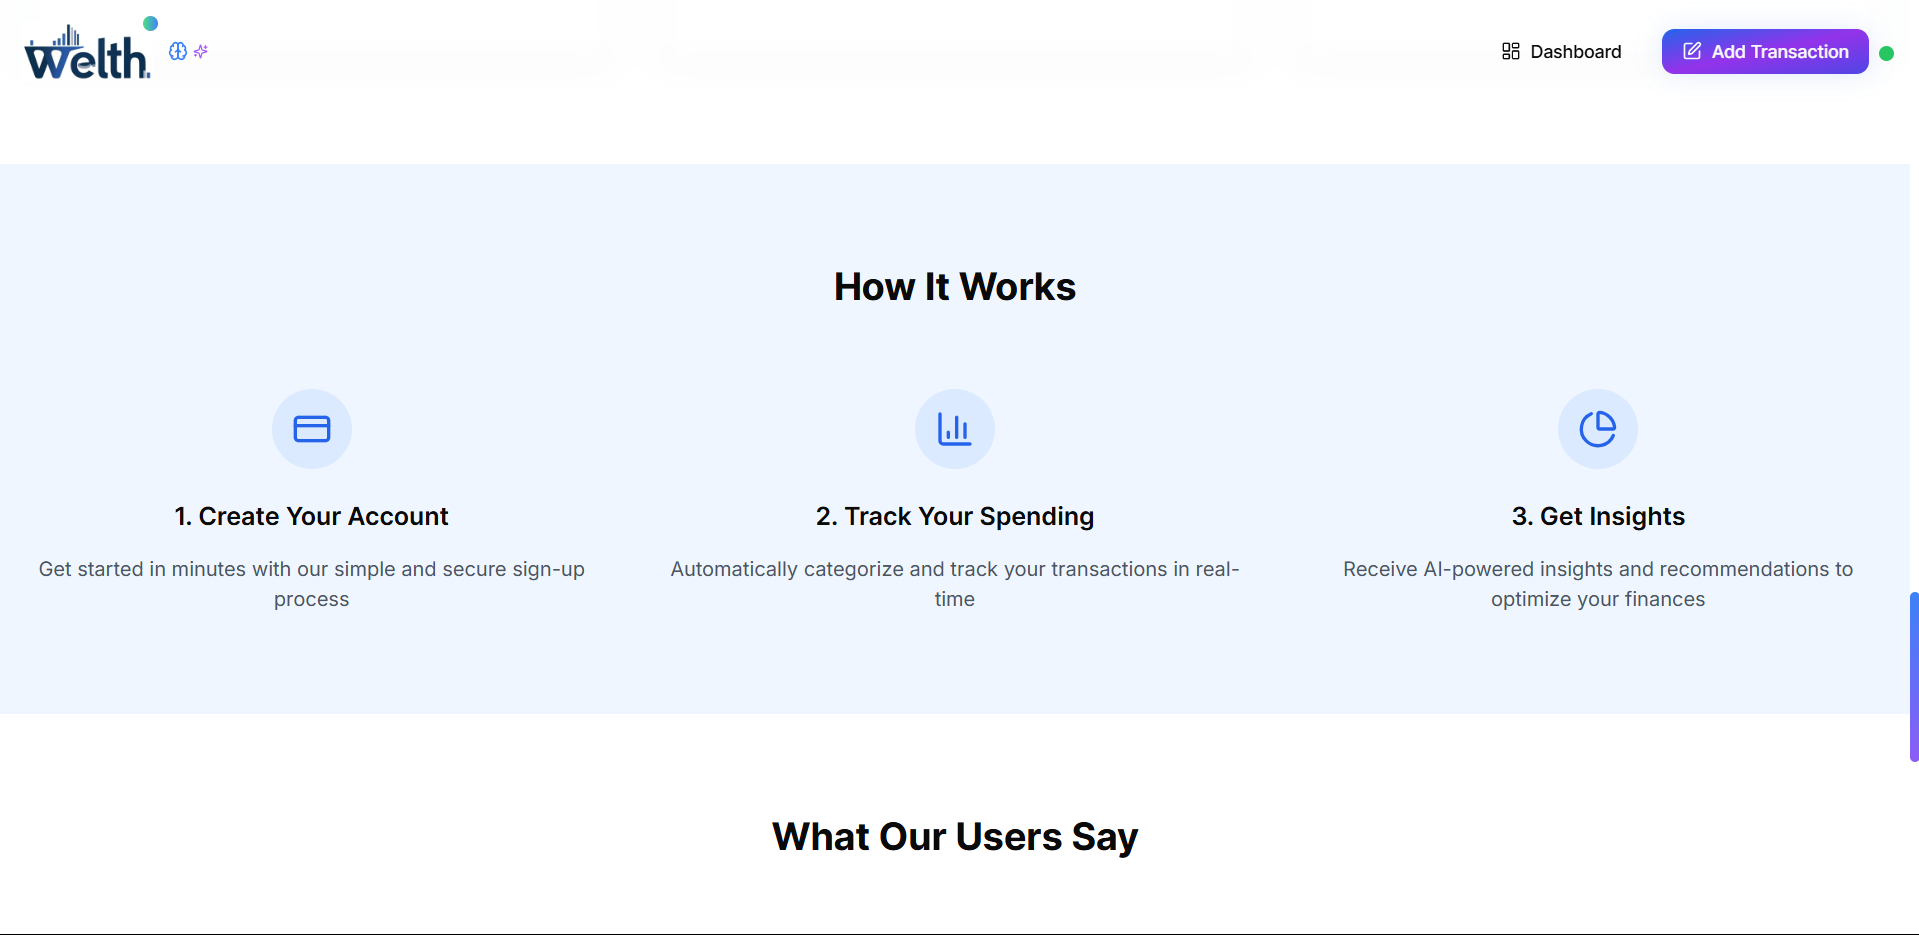 Welth.
Dashboard
Add Transaction
How It Works
1. Create Your Account
Get started in minutes with our simple and secure sign-up
process
2. Track Your Spending
Automatically categorize and track your transactions in real-
time
3. Get Insights
Receive AI-powered insights and recommendations to
optimize your finances
What Our Users Say